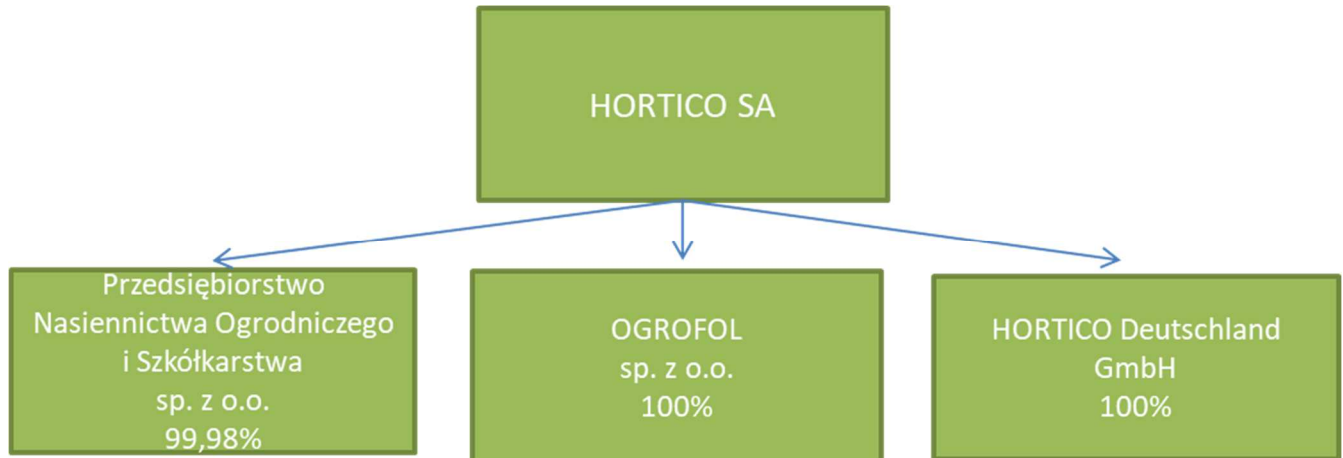 HORTICO SA
Przedsiębiorstwo
Nasiennictwa Ogrodniczego
i Szkółkarstwa
sp. z o.o.
99,98%
OGROFOL
sp. z o.o.
100%
HORTICO Deutschland
GmbH
100%